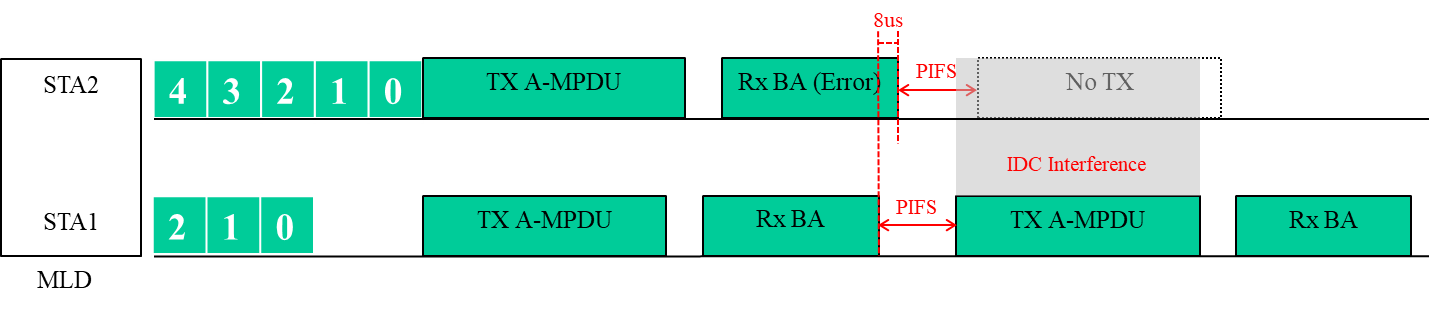 8us
STA2
4 3 2 1 0
TX A-MPDU
Rx BA (Error)
PIFS
No TX
IDC Interference
STA1
2 1 0
TX A-MPDU
Rx BA
PIFS
TX A-MPDU
Rx BA
MLD